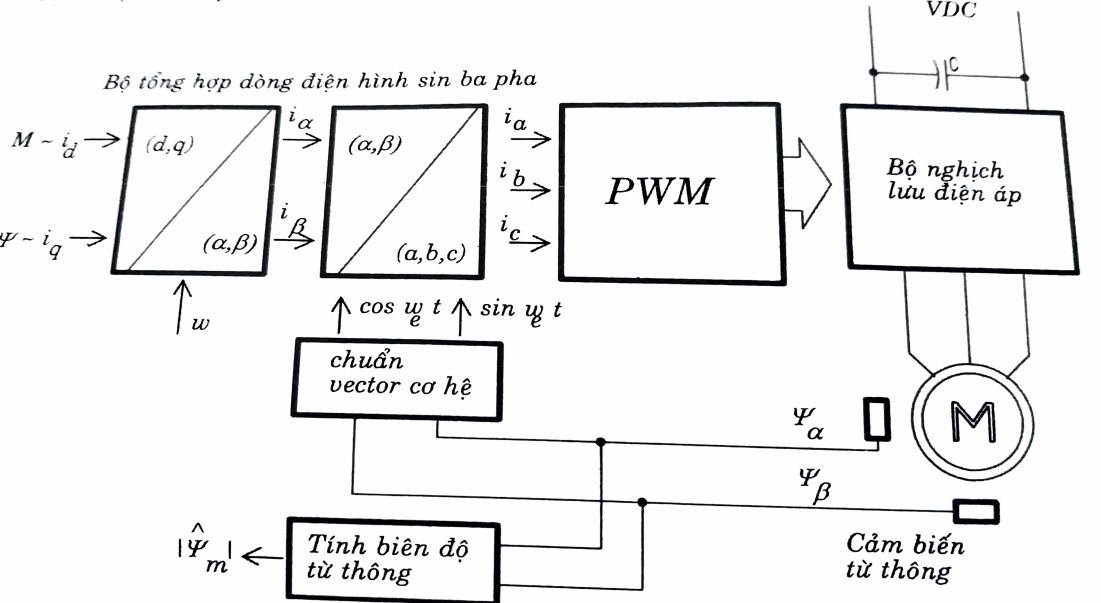 VDC
C
Bộ tổng hợp dòng điện hình sin ba pha
M ~ i_d
(d,q)
i_α
(α,β)
i_a
Ψ ~ i_q
(α,β)
i_β
(a,b,c)
i_b
i_c
PWM
Bộ nghịch
lưu điện áp
w
cos w_e t
sin w_e t
chuẩn
vector cơ hệ
Ψ_α
M
Ψ_β
|Ψ̂_m|
Tính biên độ
từ thông
Cảm biến
từ thông